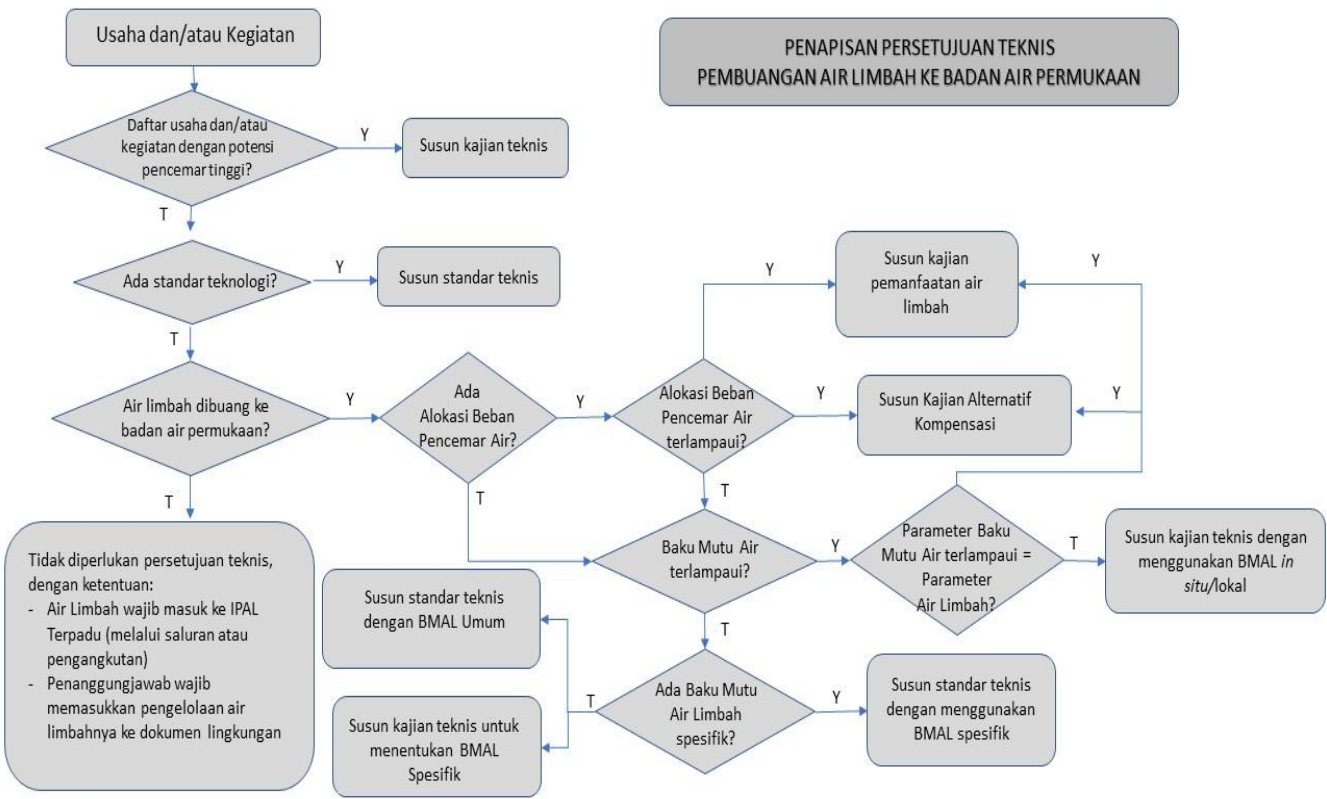 Usaha dan/atau Kegiatan
PENAPISAN PERSETUJUAN TEKNIS
PEMBUANGAN AIR LIMBAH KE BADAN AIR PERMUKAAN
Daftar usaha dan/atau
kegiatan dengan potensi
pencemar tinggi?
Y
Susun kajian teknis
T
Ada standar teknologi?
Y
Susun standar teknis
T
Air limbah dibuang ke
badan air permukaan?
Y
Ada
Alokasi Beban
Pencemar Air?
Y
Alokasi Beban
Pencemar Air
terlampaui?
Y
Susun kajian
pemanfaatan air
limbah
Y
Y
Susun Kajian Alternatif
Kompensasi
Y
T
T
T
Tidak diperlukan persetujuan teknis,
dengan ketentuan:
- Air Limbah wajib masuk ke IPAL
Terpadu (melalui saluran atau
pengangkutan)
- Penanggungjawab wajib
memasukkan pengelolaan air
limbahnya ke dokumen lingkungan
Baku Mutu Air
terlampaui?
Y
Parameter Baku
Mutu Air terlampaui =
Parameter
Air Limbah?
T
Susun kajian teknis dengan
menggunakan BMAL in
situ/lokal
T
Susun standar teknis
dengan BMAL Umum
Ada Baku Mutu
Air Limbah
spesifik?
T
Y
Susun standar teknis
dengan menggunakan
BMAL spesifik
Susun kajian teknis untuk
menentukan BMAL
Spesifik